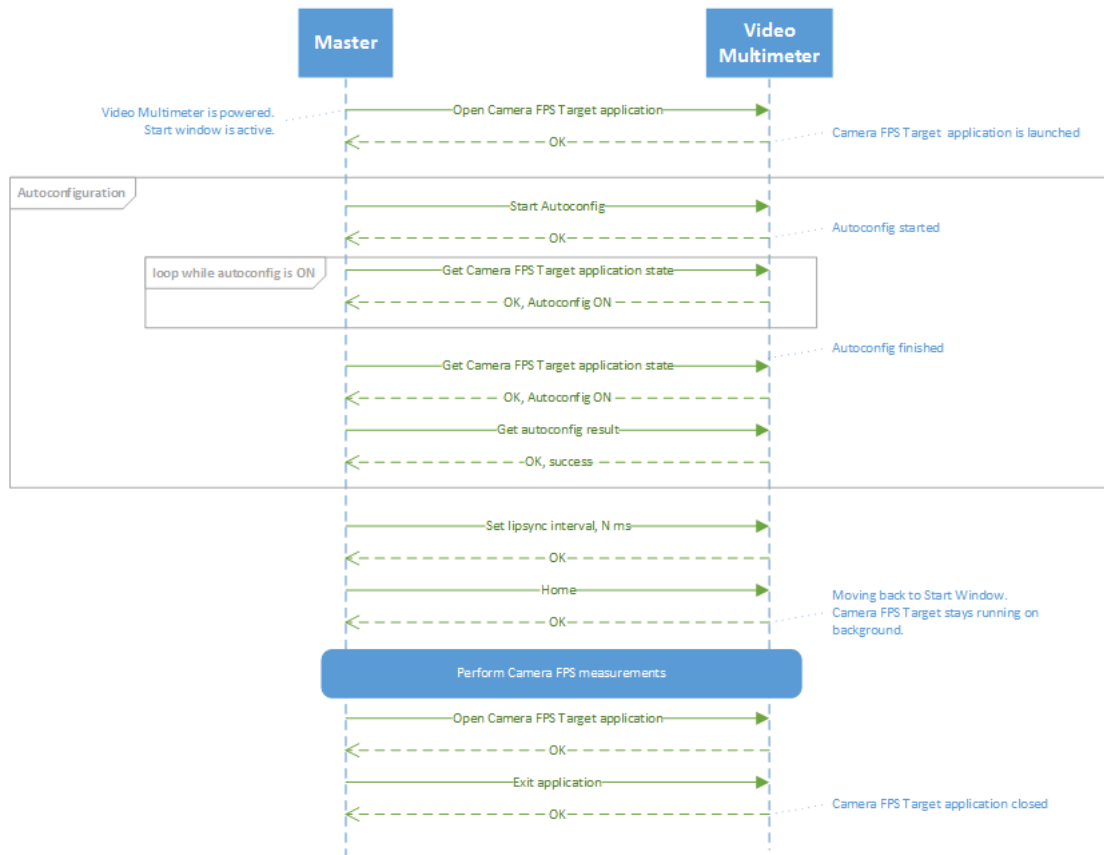 Master
Video
Multimeter
Video Multimeter is powered.
Start window is active.
Open Camera FPS Target application
OK
Camera FPS Target application is launched
Autoconfiguration
Start Autoconfig
OK
Autoconfig started
loop while autoconfig is ON
Get Camera FPS Target application state
OK, Autoconfig ON
Autoconfig finished
Get Camera FPS Target application state
OK, Autoconfig ON
Get autoconfig result
OK, success
Set lipsync interval, N ms
OK
Home
OK
Moving back to Start Window.
Camera FPS Target stays running on
background.
Perform Camera FPS measurements
Open Camera FPS Target application
OK
Exit application
OK
Camera FPS Target application closed